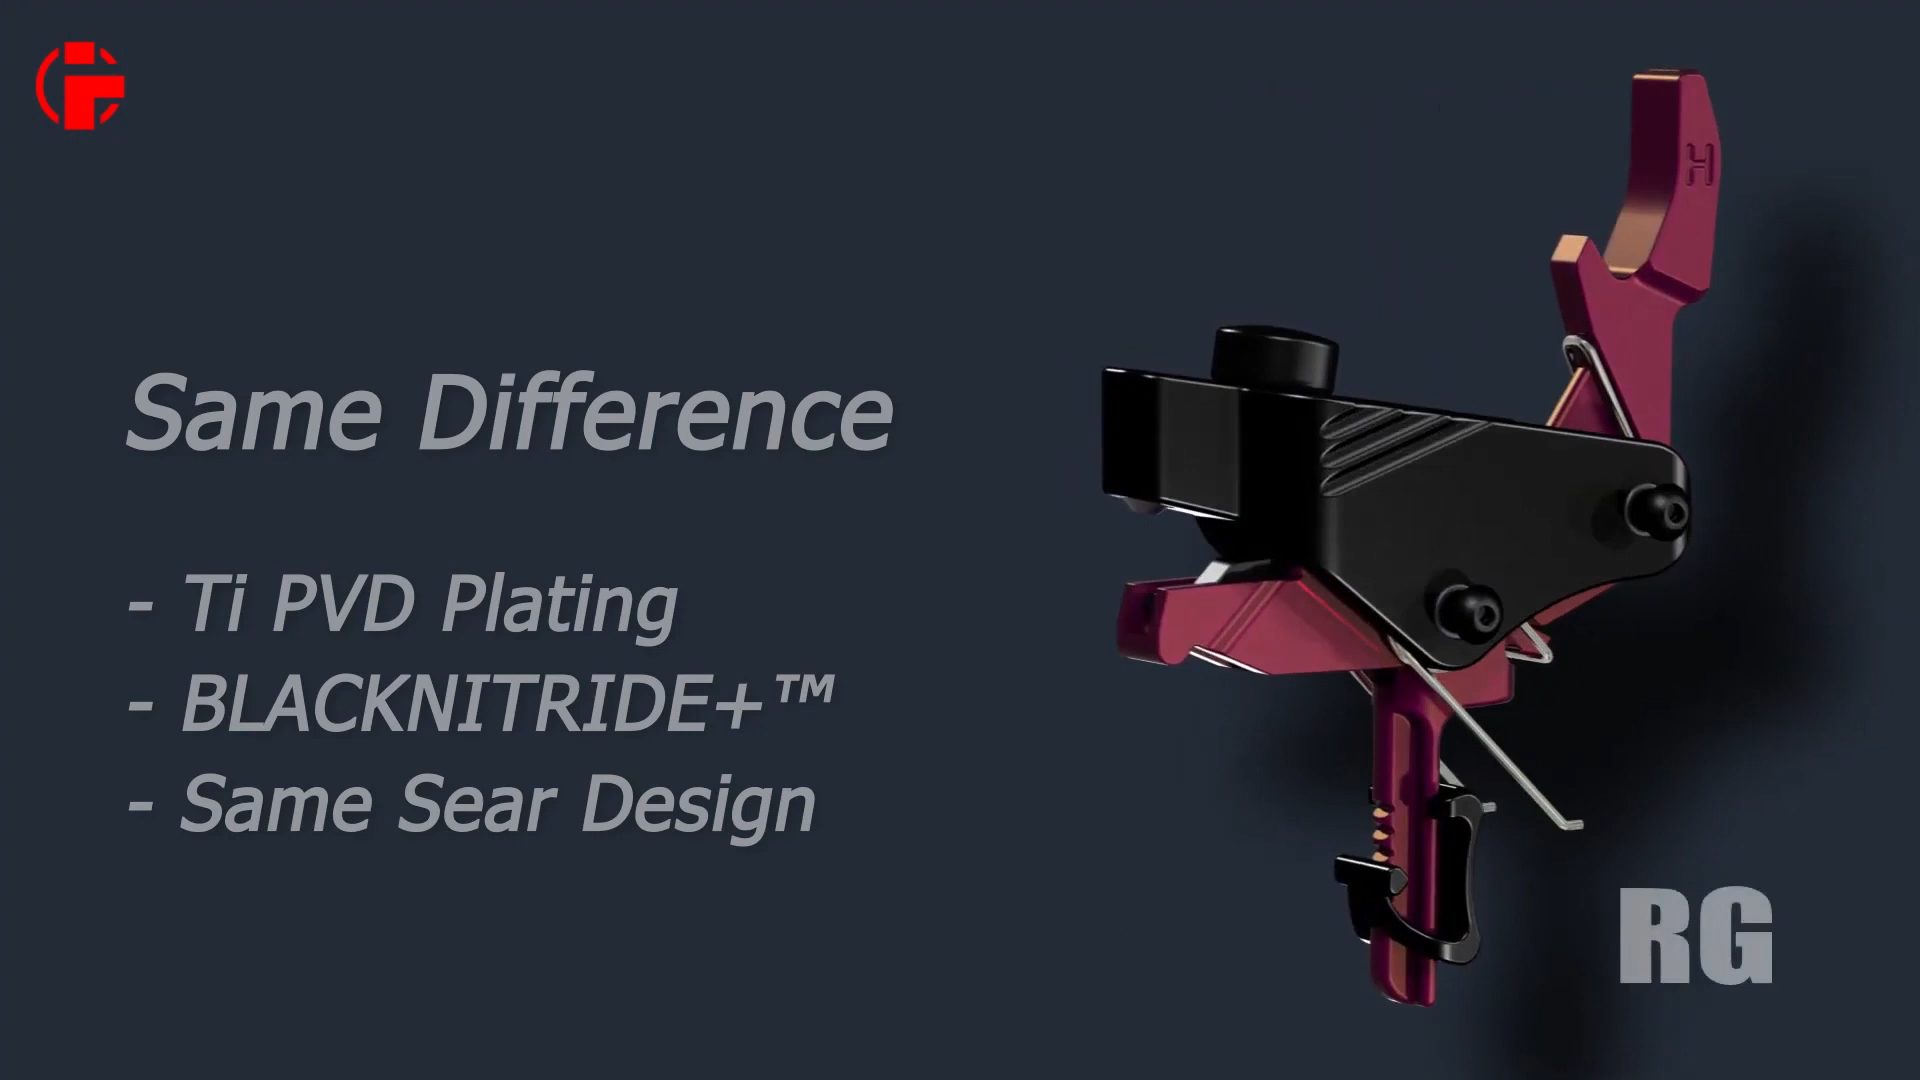 Same Difference
- Ti PVD Plating
- BLACKNITRIDE+™
- Same Sear Design
H
RG